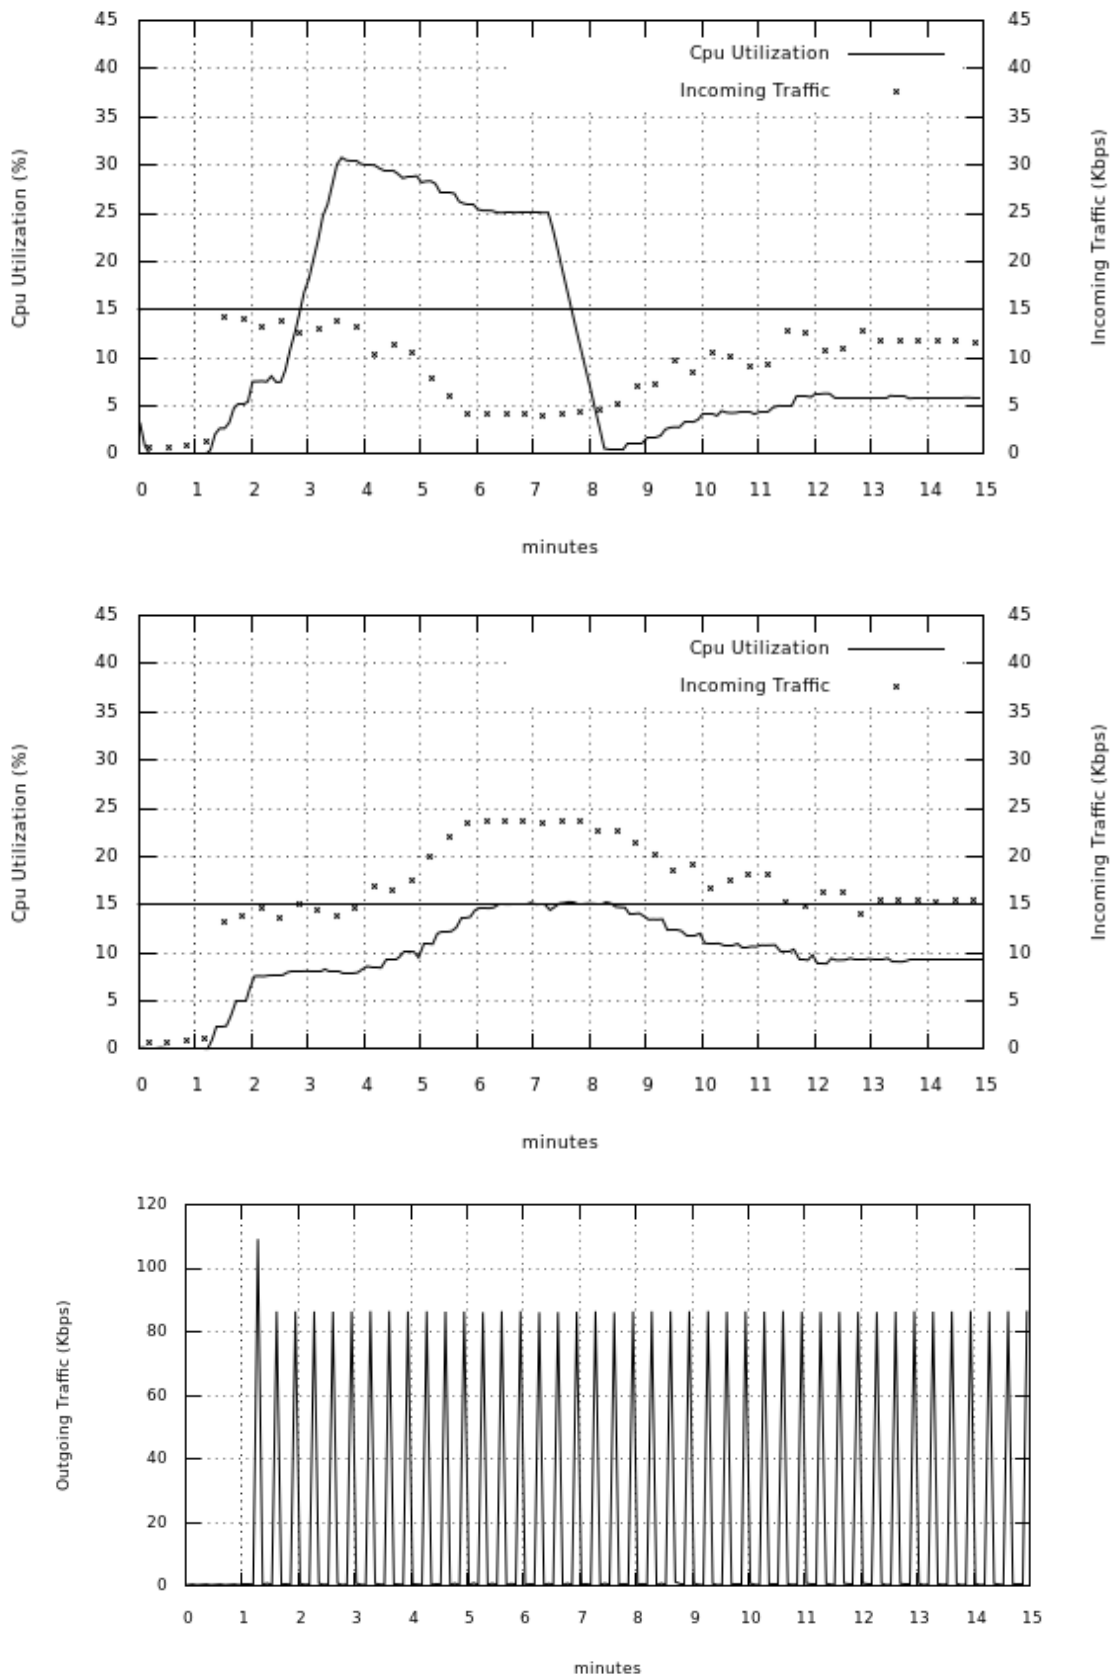 45 45
Cpu Utilization
40 40
Incoming Traffic
35 35
30 30
25 25
20 20
15 15
10 10
5 5
0 0
Cpu Utilization (%)
Incoming Traffic (Kbps)
0 1 2 3 4 5 6 7 8 9 10 11 12 13 14 15
minutes
45 45
Cpu Utilization
40 40
Incoming Traffic
35 35
30 30
25 25
20 20
15 15
10 10
5 5
0 0
Cpu Utilization (%)
Incoming Traffic (Kbps)
0 1 2 3 4 5 6 7 8 9 10 11 12 13 14 15
minutes
120
100
80
60
40
20
0
Outgoing Traffic (Kbps)
0 1 2 3 4 5 6 7 8 9 10 11 12 13 14 15
minutes